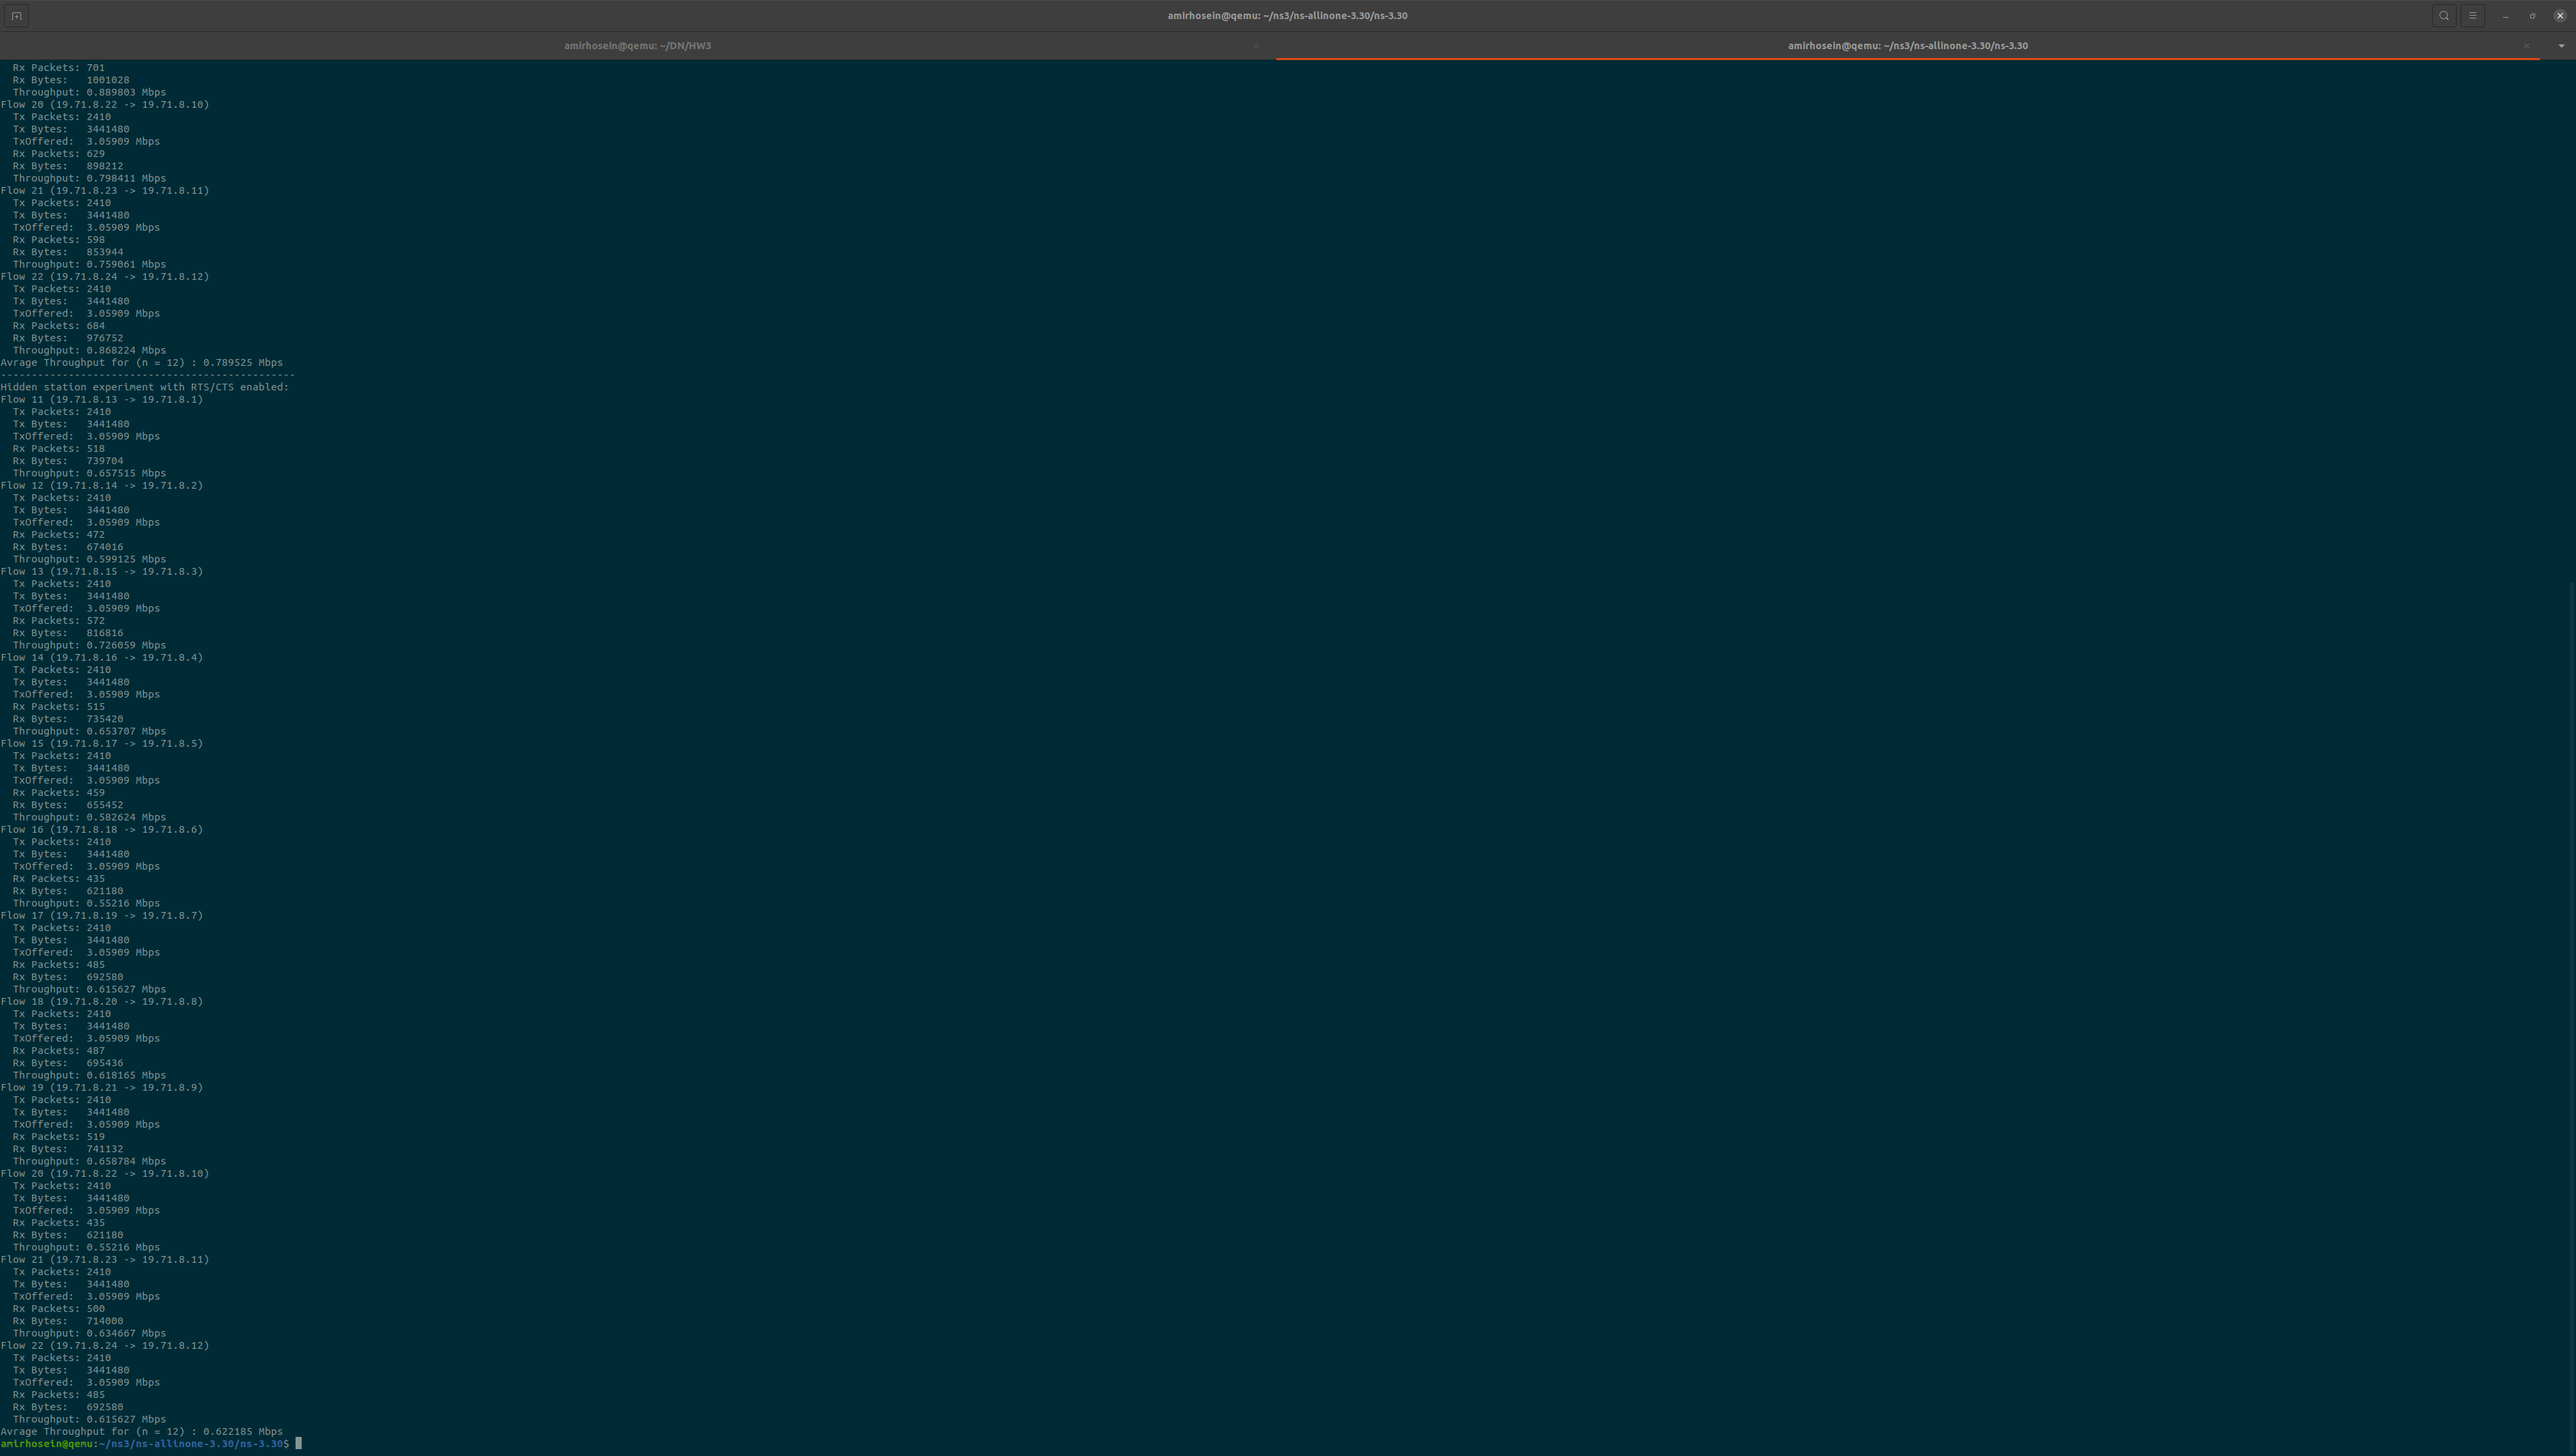 amirhosein@qemu: ~/ns3/ns-allinone-3.30/ns-3.30
amirhosein@qemu: ~/DN/HW3
amirhosein@qemu: ~/ns3/ns-allinone-3.30/ns-3.30
Rx Packets: 701
Rx Bytes:   1001028
Throughput: 0.889803 Mbps
Flow 20 (19.71.8.22 -> 19.71.8.10)
Tx Packets: 2410
Tx Bytes:   3441480
TxOffered:  3.05909 Mbps
Rx Packets: 629
Rx Bytes:   898212
Throughput: 0.798411 Mbps
Flow 21 (19.71.8.23 -> 19.71.8.11)
Tx Packets: 2410
Tx Bytes:   3441480
TxOffered:  3.05909 Mbps
Rx Packets: 598
Rx Bytes:   853944
Throughput: 0.759061 Mbps
Flow 22 (19.71.8.24 -> 19.71.8.12)
Tx Packets: 2410
Tx Bytes:   3441480
TxOffered:  3.05909 Mbps
Rx Packets: 684
Rx Bytes:   976752
Throughput: 0.868224 Mbps
Avrage Throughput for (n = 12) : 0.789525 Mbps
------------------------------------------------
Hidden station experiment with RTS/CTS enabled:
Flow 11 (19.71.8.13 -> 19.71.8.1)
Tx Packets: 2410
Tx Bytes:   3441480
TxOffered:  3.05909 Mbps
Rx Packets: 518
Rx Bytes:   739704
Throughput: 0.657515 Mbps
Flow 12 (19.71.8.14 -> 19.71.8.2)
Tx Packets: 2410
Tx Bytes:   3441480
TxOffered:  3.05909 Mbps
Rx Packets: 472
Rx Bytes:   674016
Throughput: 0.599125 Mbps
Flow 13 (19.71.8.15 -> 19.71.8.3)
Tx Packets: 2410
Tx Bytes:   3441480
TxOffered:  3.05909 Mbps
Rx Packets: 572
Rx Bytes:   816816
Throughput: 0.726059 Mbps
Flow 14 (19.71.8.16 -> 19.71.8.4)
Tx Packets: 2410
Tx Bytes:   3441480
TxOffered:  3.05909 Mbps
Rx Packets: 515
Rx Bytes:   735420
Throughput: 0.653707 Mbps
Flow 15 (19.71.8.17 -> 19.71.8.5)
Tx Packets: 2410
Tx Bytes:   3441480
TxOffered:  3.05909 Mbps
Rx Packets: 459
Rx Bytes:   655452
Throughput: 0.582624 Mbps
Flow 16 (19.71.8.18 -> 19.71.8.6)
Tx Packets: 2410
Tx Bytes:   3441480
TxOffered:  3.05909 Mbps
Rx Packets: 435
Rx Bytes:   621180
Throughput: 0.55216 Mbps
Flow 17 (19.71.8.19 -> 19.71.8.7)
Tx Packets: 2410
Tx Bytes:   3441480
TxOffered:  3.05909 Mbps
Rx Packets: 485
Rx Bytes:   692580
Throughput: 0.615627 Mbps
Flow 18 (19.71.8.20 -> 19.71.8.8)
Tx Packets: 2410
Tx Bytes:   3441480
TxOffered:  3.05909 Mbps
Rx Packets: 487
Rx Bytes:   695436
Throughput: 0.618165 Mbps
Flow 19 (19.71.8.21 -> 19.71.8.9)
Tx Packets: 2410
Tx Bytes:   3441480
TxOffered:  3.05909 Mbps
Rx Packets: 519
Rx Bytes:   741132
Throughput: 0.658784 Mbps
Flow 20 (19.71.8.22 -> 19.71.8.10)
Tx Packets: 2410
Tx Bytes:   3441480
TxOffered:  3.05909 Mbps
Rx Packets: 435
Rx Bytes:   621180
Throughput: 0.55216 Mbps
Flow 21 (19.71.8.23 -> 19.71.8.11)
Tx Packets: 2410
Tx Bytes:   3441480
TxOffered:  3.05909 Mbps
Rx Packets: 500
Rx Bytes:   714000
Throughput: 0.634667 Mbps
Flow 22 (19.71.8.24 -> 19.71.8.12)
Tx Packets: 2410
Tx Bytes:   3441480
TxOffered:  3.05909 Mbps
Rx Packets: 485
Rx Bytes:   692580
Throughput: 0.615627 Mbps
Avrage Throughput for (n = 12) : 0.622185 Mbps
amirhosein@qemu:~/ns3/ns-allinone-3.30/ns-3.30$